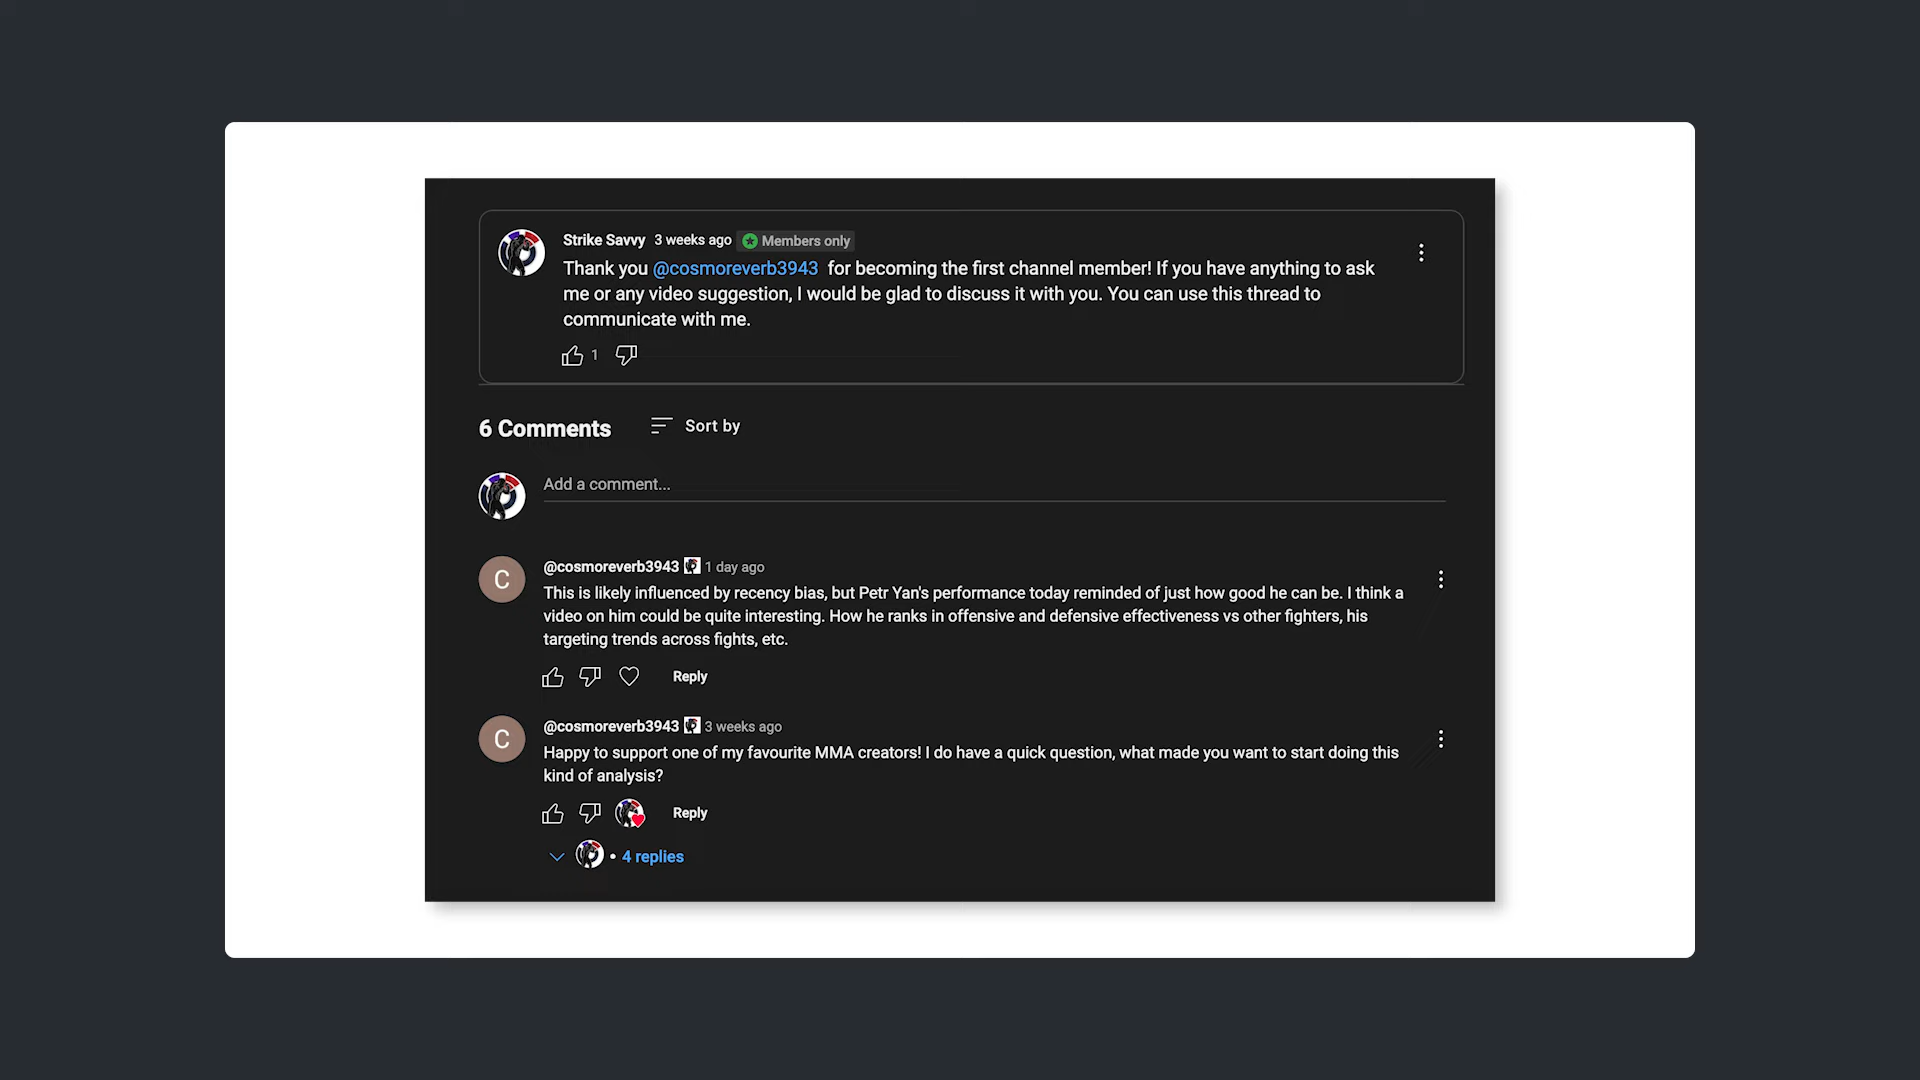 Strike Savvy 3 weeks ago Members only
Thank you @cosmoreverb3943 for becoming the first channel member! If you have anything to ask
me or any video suggestion, I would be glad to discuss it with you. You can use this thread to
communicate with me.
1
6 Comments Sort by
Add a comment...
C
@cosmoreverb3943 1 day ago
This is likely influenced by recency bias, but Petr Yan's performance today reminded of just how good he can be. I think a
video on him could be quite interesting. How he ranks in offensive and defensive effectiveness vs other fighters, his
targeting trends across fights, etc.
Reply
C
@cosmoreverb3943 3 weeks ago
Happy to support one of my favourite MMA creators! I do have a quick question, what made you want to start doing this
kind of analysis?
Reply
• 4 replies